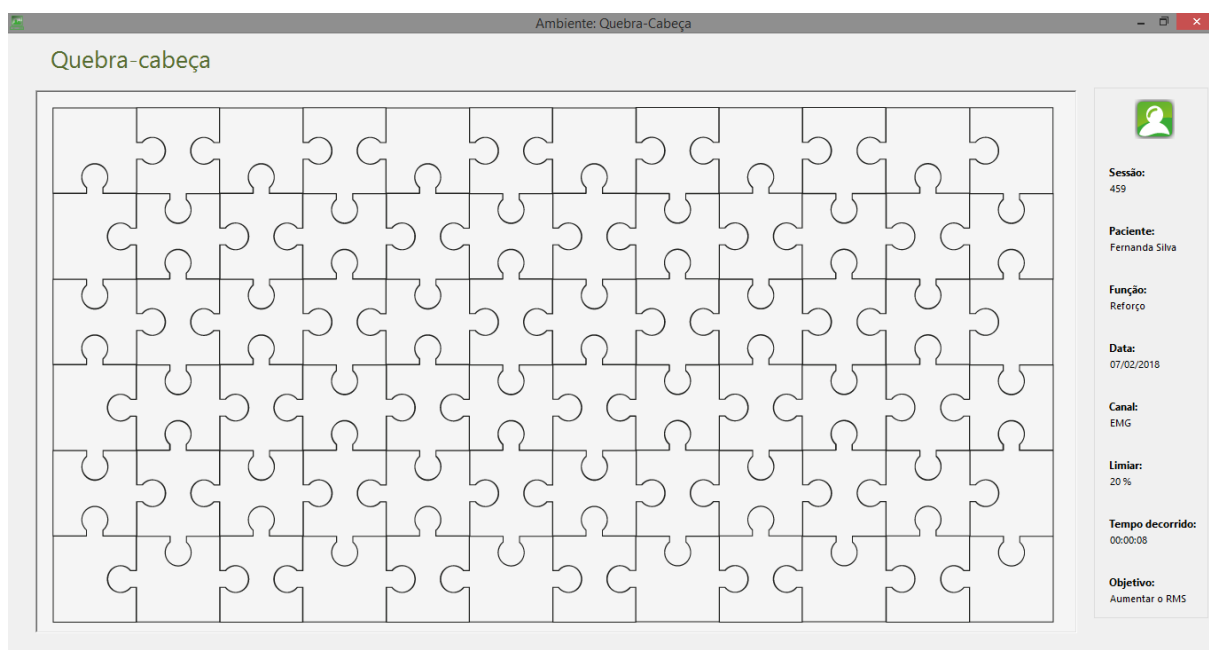 Ambiente: Quebra-Cabeça
Quebra-cabeça
Sessão:
459
Paciente:
Fernanda Silva
Função:
Reforço
Data:
07/02/2018
Canal:
EMG
Limiar:
20 %
Tempo decorrido:
00:00:08
Objetivo:
Aumentar o RMS